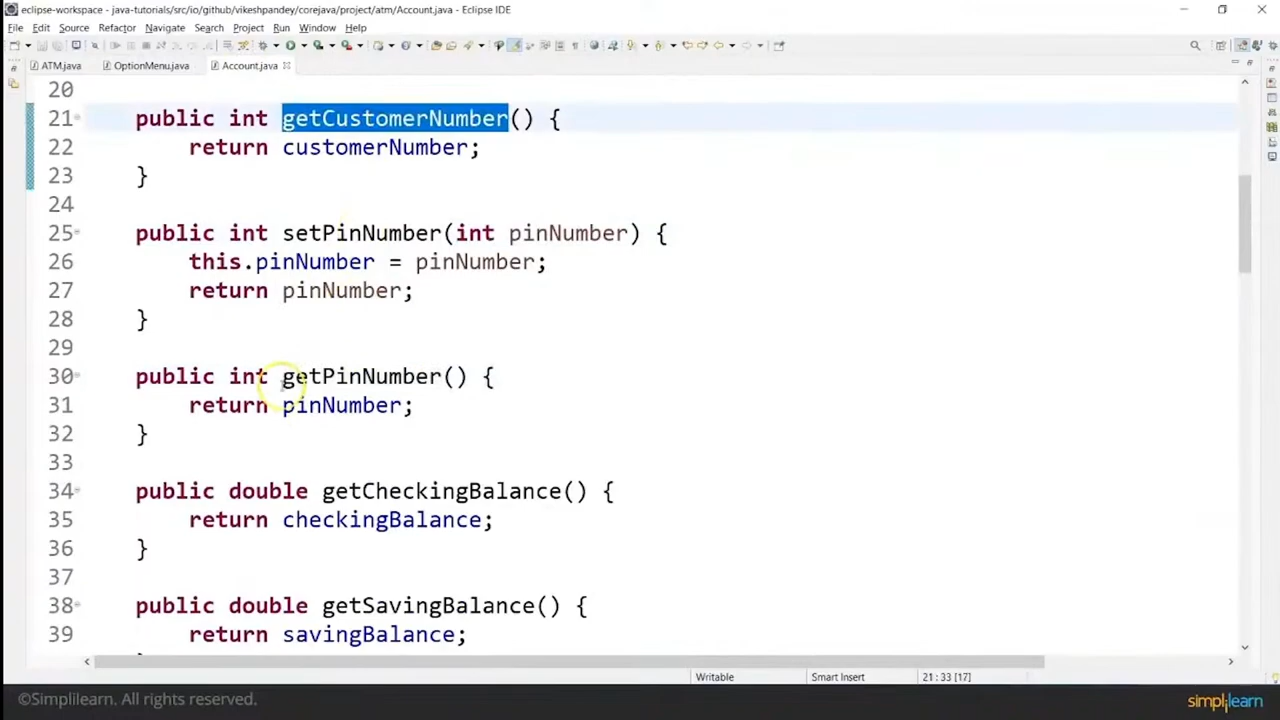 eclipse-workspace - java-tutorials/src/io/github/vikeshpandey/corejava/project/atm/Account.java - Eclipse IDE
File Edit Source Refactor Navigate Search Project Run Window Help
ATM.java OptionMenu.java Account.java
20
21 public int getCustomerNumber() {
22 return customerNumber;
23 }
24
25 public int setPinNumber(int pinNumber) {
26 this.pinNumber = pinNumber;
27 return pinNumber;
28 }
29
30 public int getPinNumber() {
31 return pinNumber;
32 }
33
34 public double getCheckingBalance() {
35 return checkingBalance;
36 }
37
38 public double getSavingBalance() {
39 return savingBalance;
Writable Smart Insert 21 : 33 [17]
©Simplilearn. All rights reserved. simplilearn